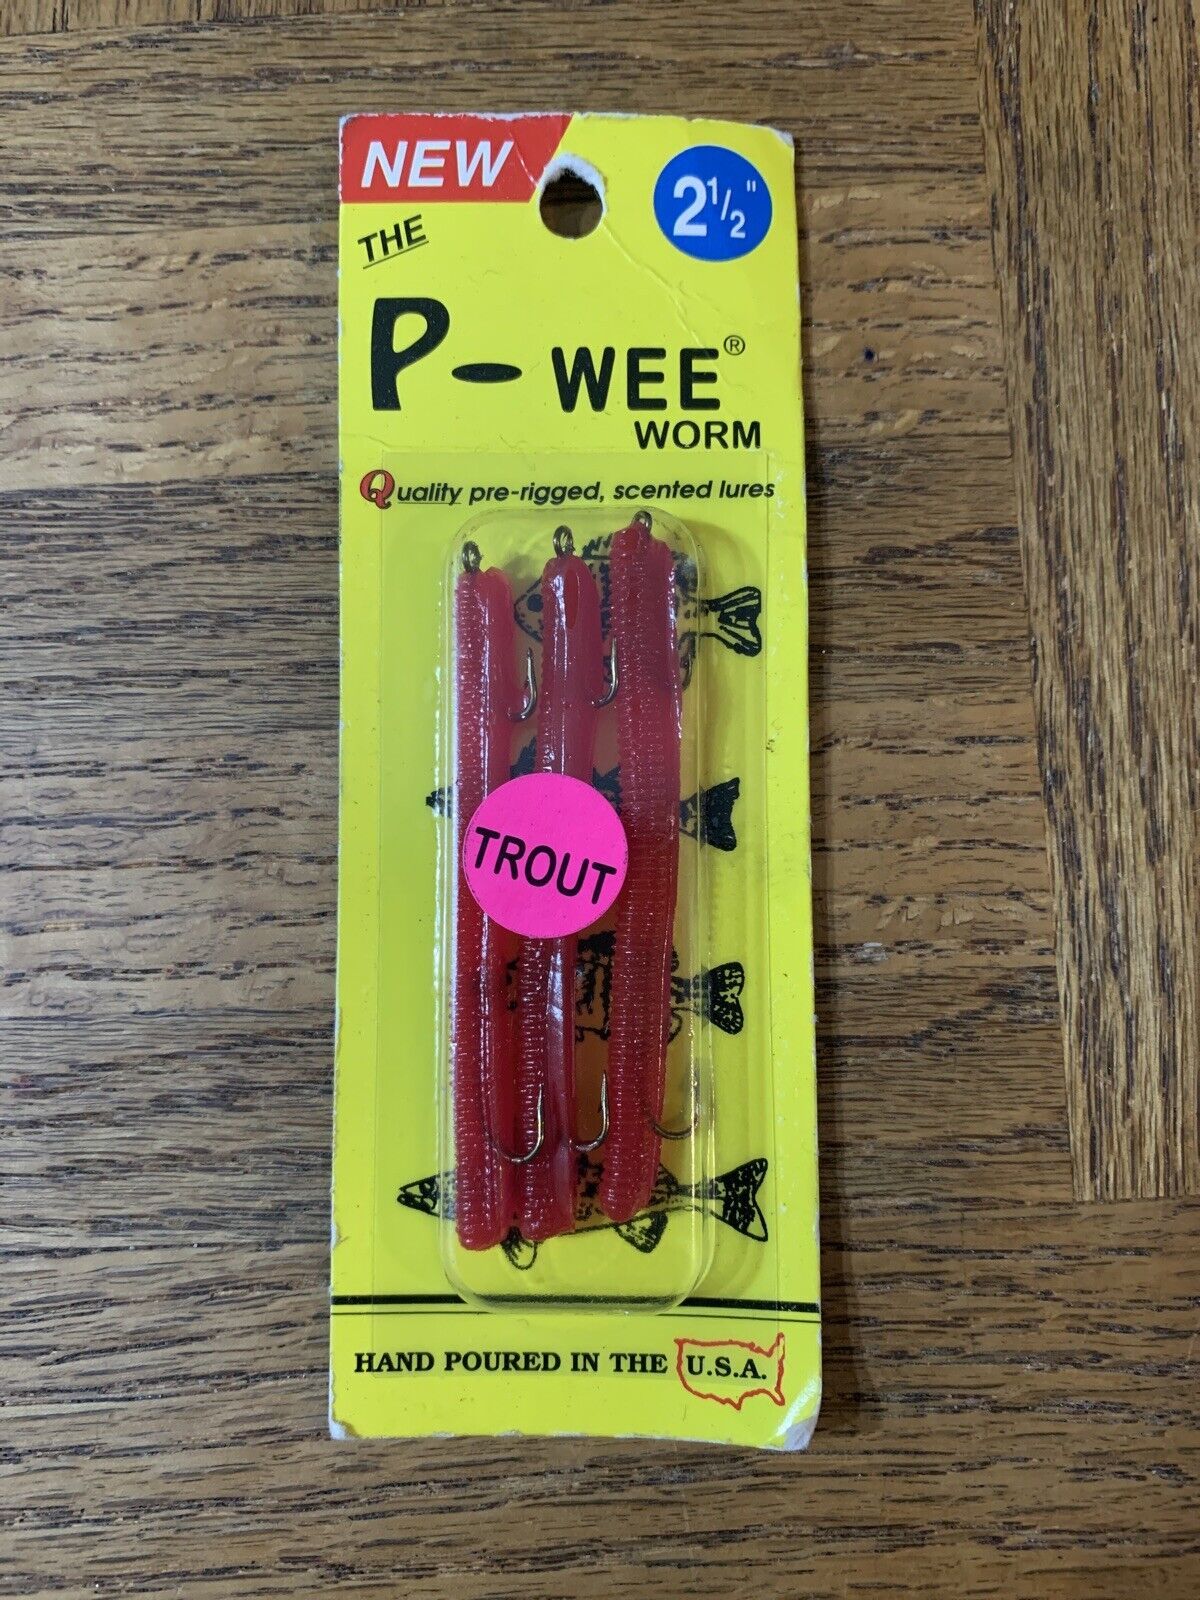 NEW
2 1/2"
THE
P-WEE®
WORM
Quality pre-rigged, scented lures
TROUT
HAND POURED IN THE U.S.A.